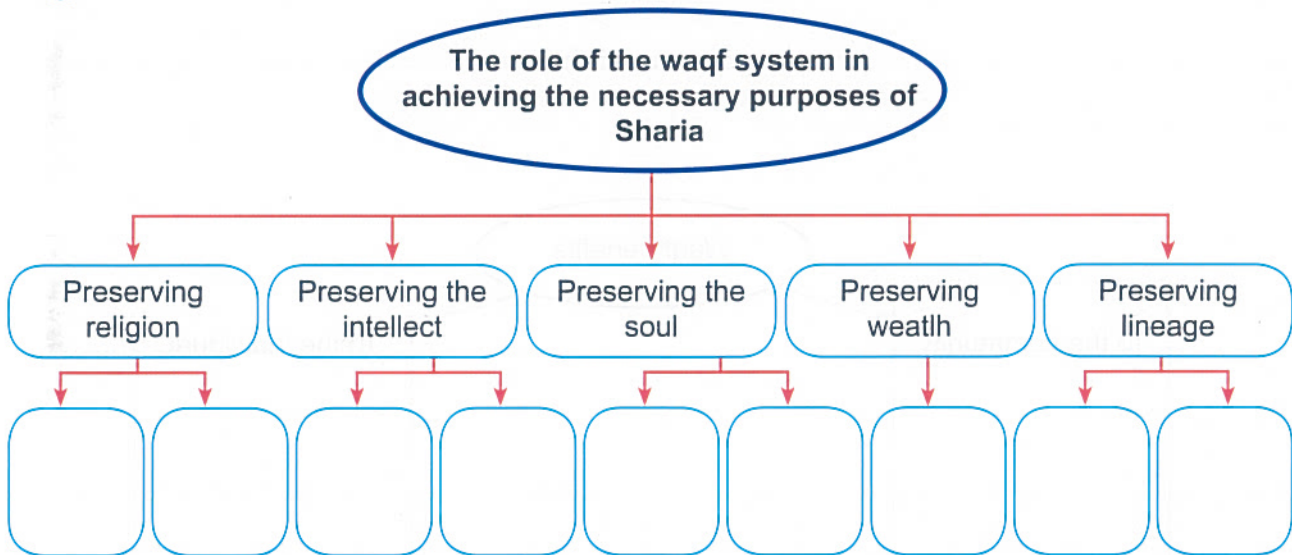 The role of the waqf system in
achieving the necessary purposes of
Sharia
Preserving
religion
Preserving the
intellect
Preserving the
soul
Preserving
weatlh
Preserving
lineage